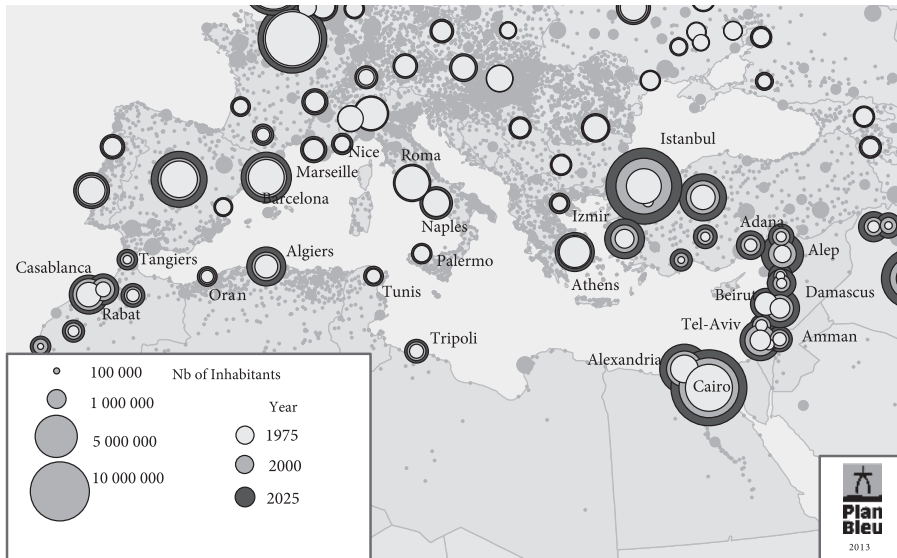 Istanbul
Nice
Roma
Marseille
Barcelona
Izmir
Naples
Adana
Tangiers
Algiers
Palermo
Alep
Casablanca
Athens
Oran
Tunis
Beirut
Damascus
Rabat
Tel-Aviv
Tripoli
Amman
Alexandria
Cairo
100 000
Nb of Inhabitants
1 000 000
Year
5 000 000
1975
2000
10 000 000
2025
Plan
Bleu
2013